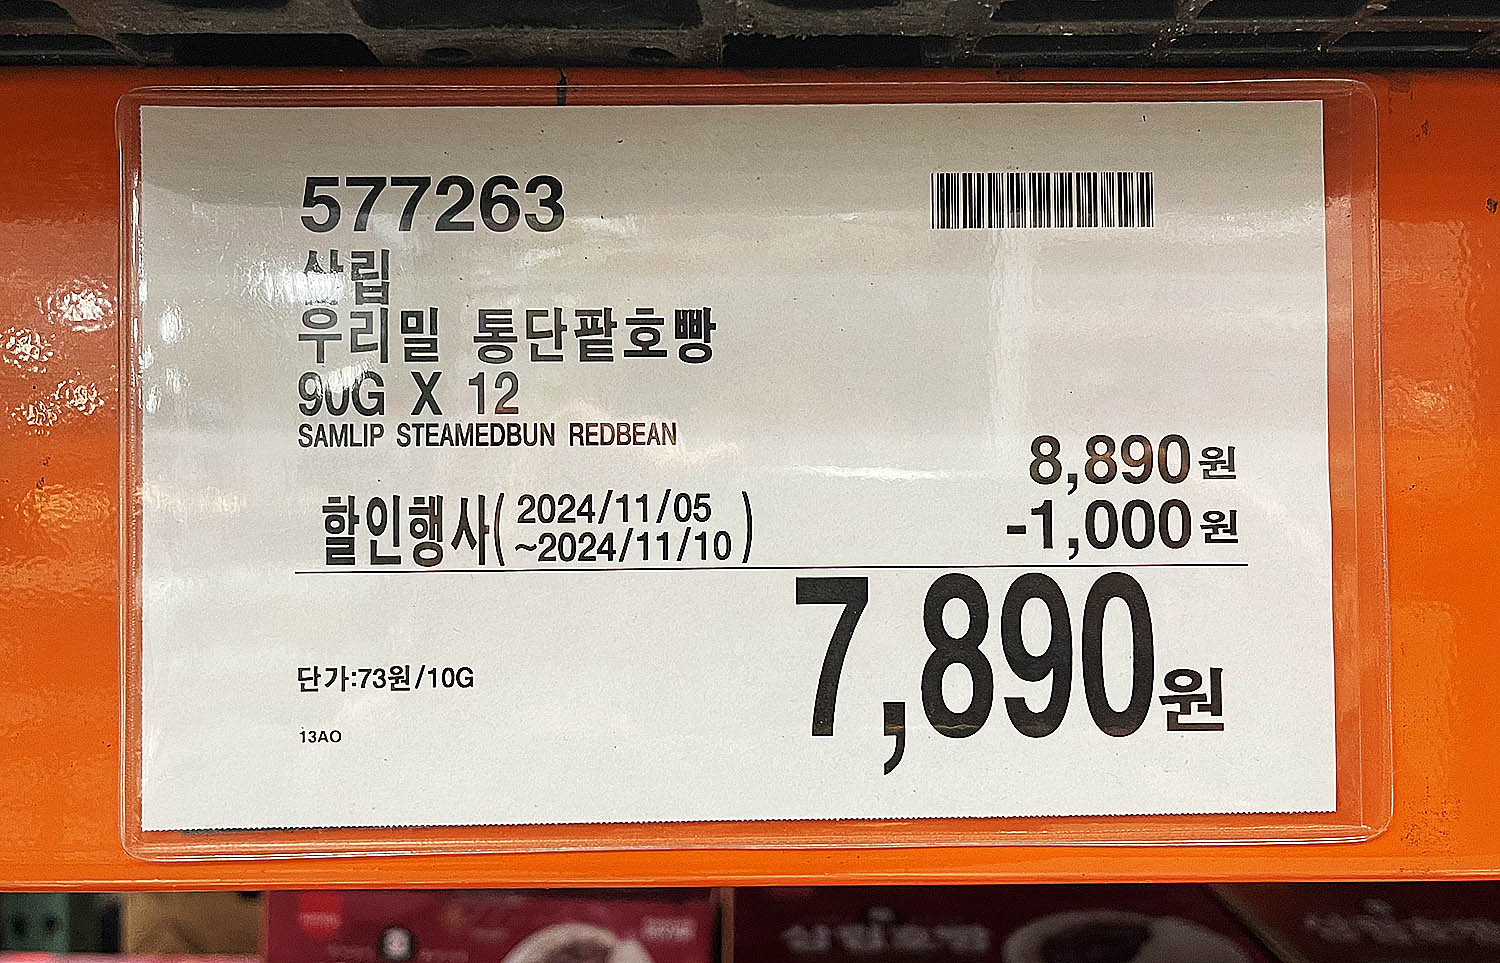 577263
삼립
우리밀 통단팥호빵
90G X 12
SAMLIP STEAMEDBUN REDBEAN
8,890원
할인행사( 2024/11/05 ~2024/11/10 )
-1,000원
7,890원
단가:73원/10G
13AO